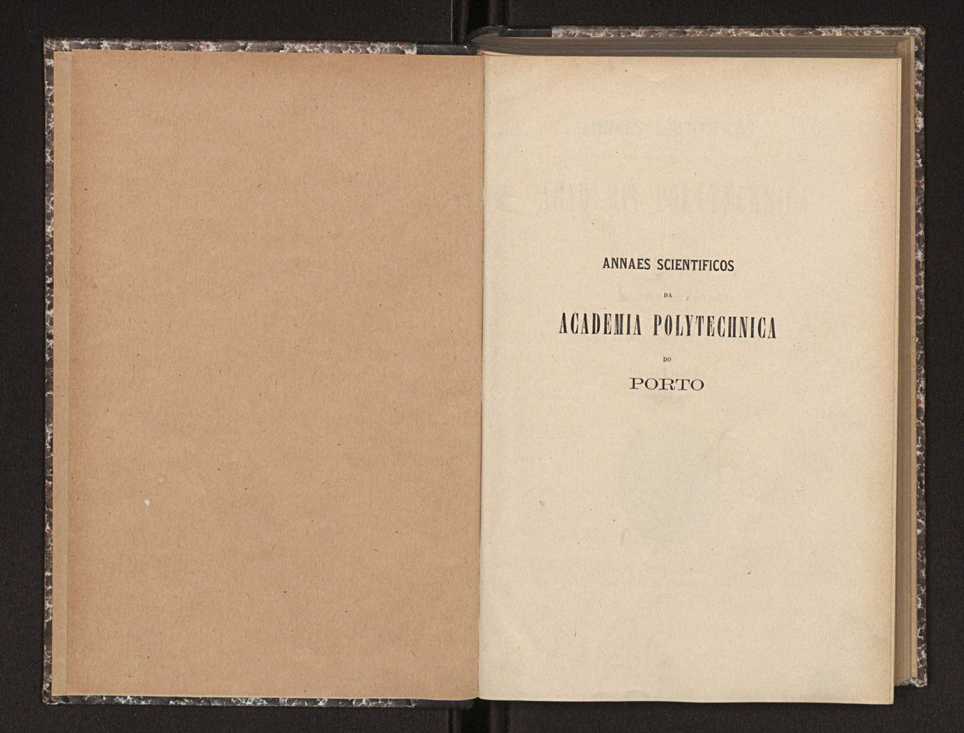 ANNAES SCIENTIFICOS
DA
ACADEMIA POLYTECHNICA
DO
PORTO